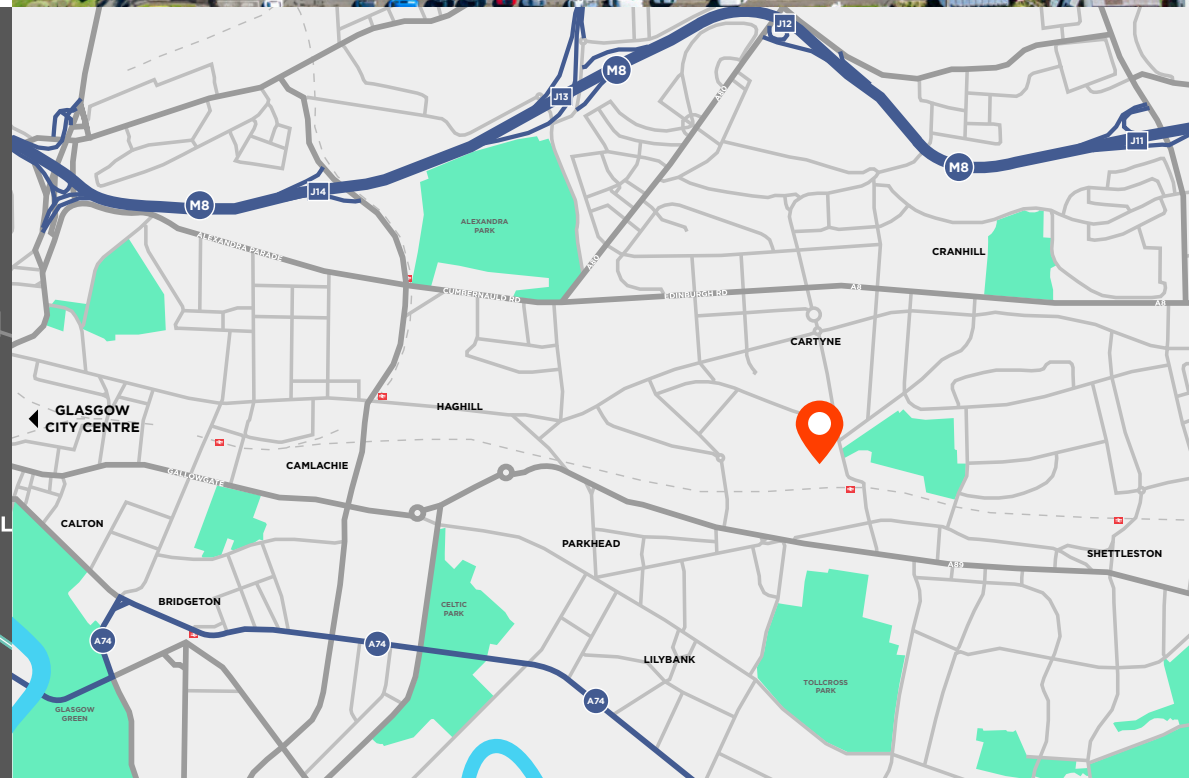 J12
M8
A80
J13
J11
M8
J14
M8
ALEXANDRA
PARK
ALEXANDRA PARADE
CRANHILL
A80
CUMBERNAULD RD
EDINBURGH RD
A8
A8
CARTYNE
GLASGOW
CITY CENTRE
HAGHILL
CAMLACHIE
GALLOWGATE
L
CALTON
PARKHEAD
SHETTLESTON
A89
BRIDGETON
CELTIC
PARK
A74
A74
LILYBANK
TOLLCROSS
PARK
A74
GLASGOW
GREEN